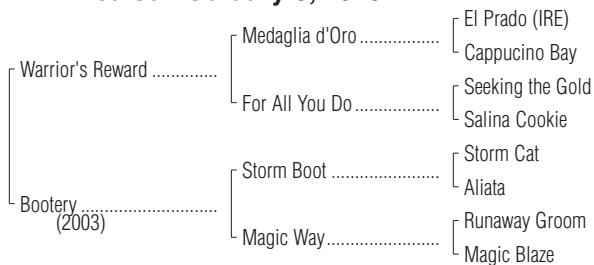 El Prado (IRE)
Medaglia d'Oro
Cappucino Bay
Warrior's Reward
Seeking the Gold
For All You Do
Salina Cookie
Storm Cat
Storm Boot
Aliata
Bootery
(2003)
Runaway Groom
Magic Way
Magic Blaze